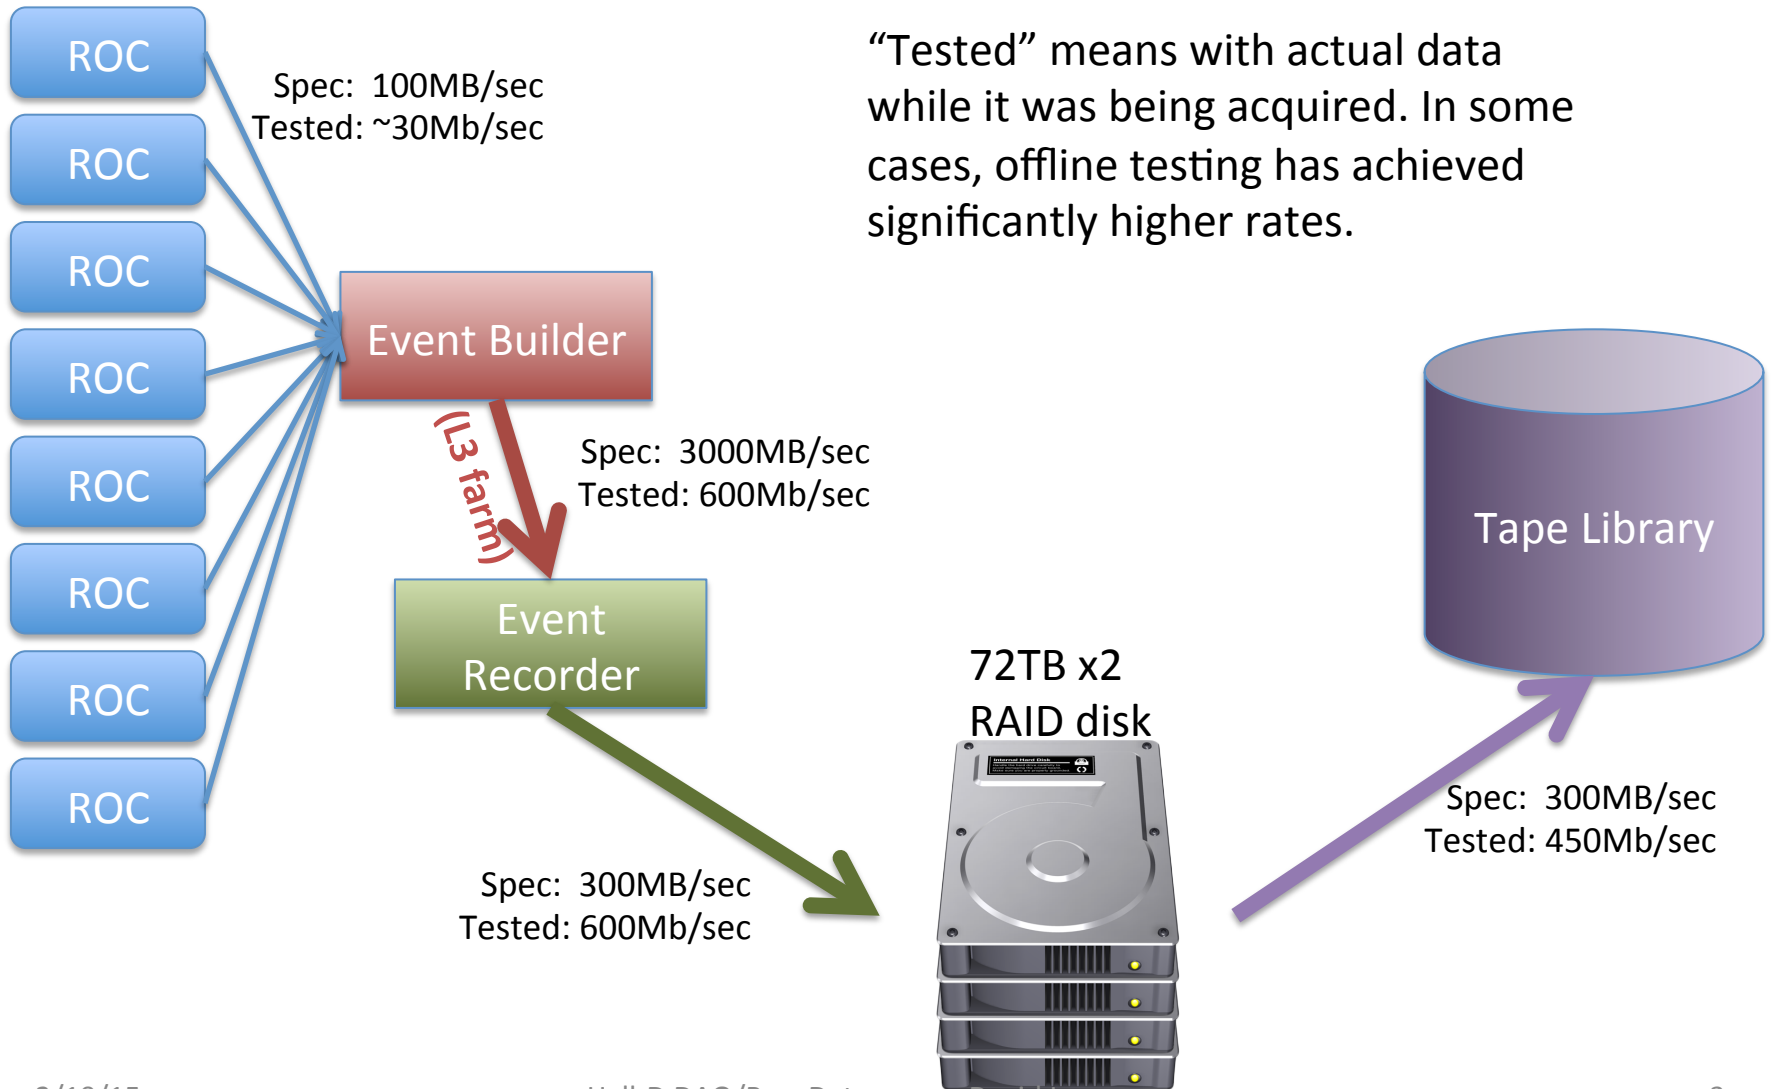 ROC
ROC
ROC
ROC
ROC
ROC
ROC
ROC
Spec: 100MB/sec
Tested: ~30Mb/sec
“Tested” means with actual data
while it was being acquired. In some
cases, offline testing has achieved
significantly higher rates.
Event Builder
(L3 farm)
Spec: 3000MB/sec
Tested: 600Mb/sec
Event
Recorder
Spec: 300MB/sec
Tested: 600Mb/sec
72TB x2
RAID disk
Internal Hard Disk
Tape Library
Spec: 300MB/sec
Tested: 450Mb/sec